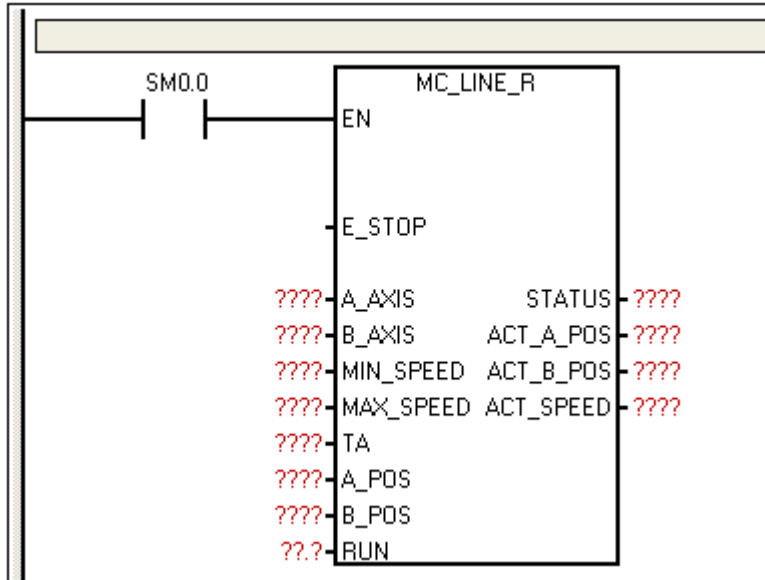 SM0.0
MC_LINE_R
EN
E_STOP
???? A_AXIS STATUS ????
???? B_AXIS ACT_A_POS ????
???? MIN_SPEED ACT_B_POS ????
???? MAX_SPEED ACT_SPEED ????
???? TA
???? A_POS
???? B_POS
??.? RUN